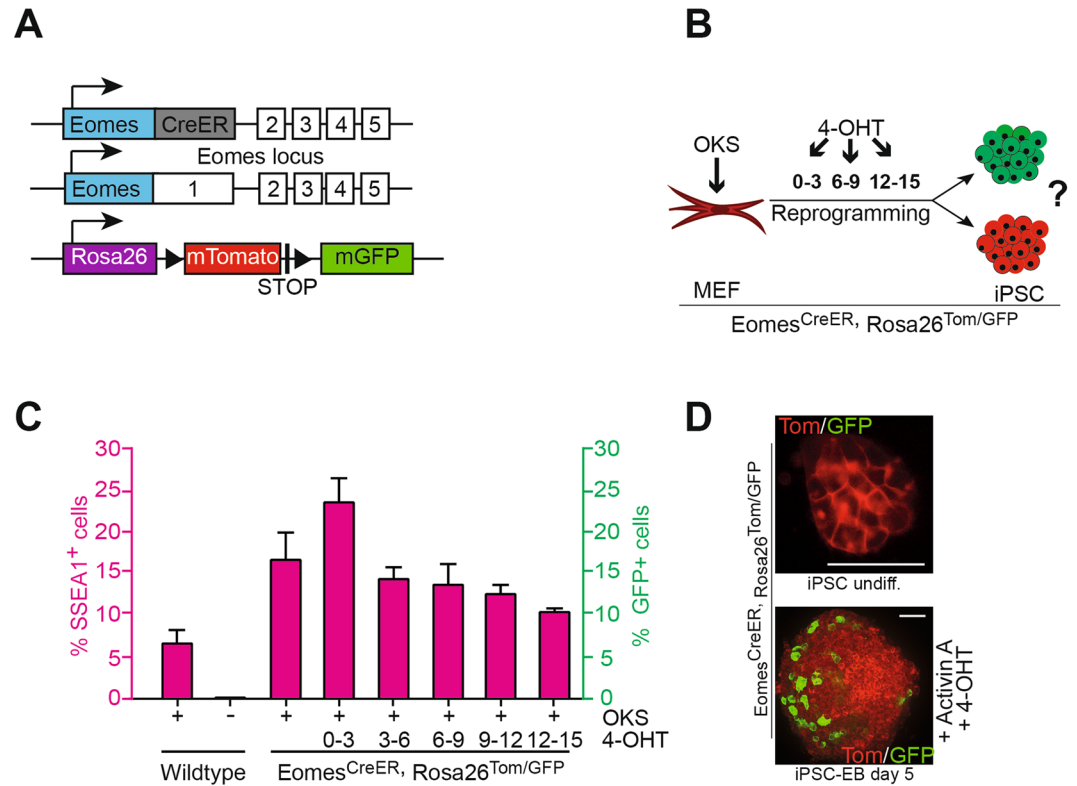 A
Eomes CreER 2 3 4 5
Eomes locus
Eomes 1 2 3 4 5
Rosa26 mTomato mGFP
STOP
B
OKS 4-OHT
0-3 6-9 12-15
Reprogramming
?
MEF iPSC
EomesCreER, Rosa26Tom/GFP
C
% SSEA1+ cells
30
25
20
15
10
5
0
30
25
20
15
10
5
0
% GFP+ cells
+ - + + + + + + OKS
0-3 3-6 6-9 9-12 12-15 4-OHT
Wildtype EomesCreER, Rosa26Tom/GFP
D
EomesCreER, Rosa26Tom/GFP
Tom/GFP
iPSC undiff.
Tom/GFP
iPSC-EB day 5
+ Activin A
+ 4-OHT